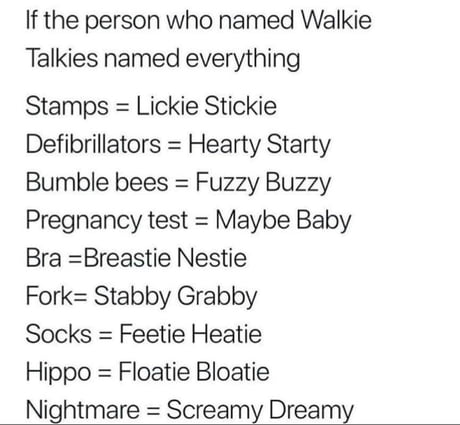 If the person who named Walkie
Talkies named everything
Stamps = Lickie Stickie
Defibrillators = Hearty Starty
Bumble bees = Fuzzy Buzzy
Pregnancy test = Maybe Baby
Bra =Breastie Nestie
Fork= Stabby Grabby
Socks = Feetie Heatie
Hippo = Floatie Bloatie
Nightmare = Screamy Dreamy